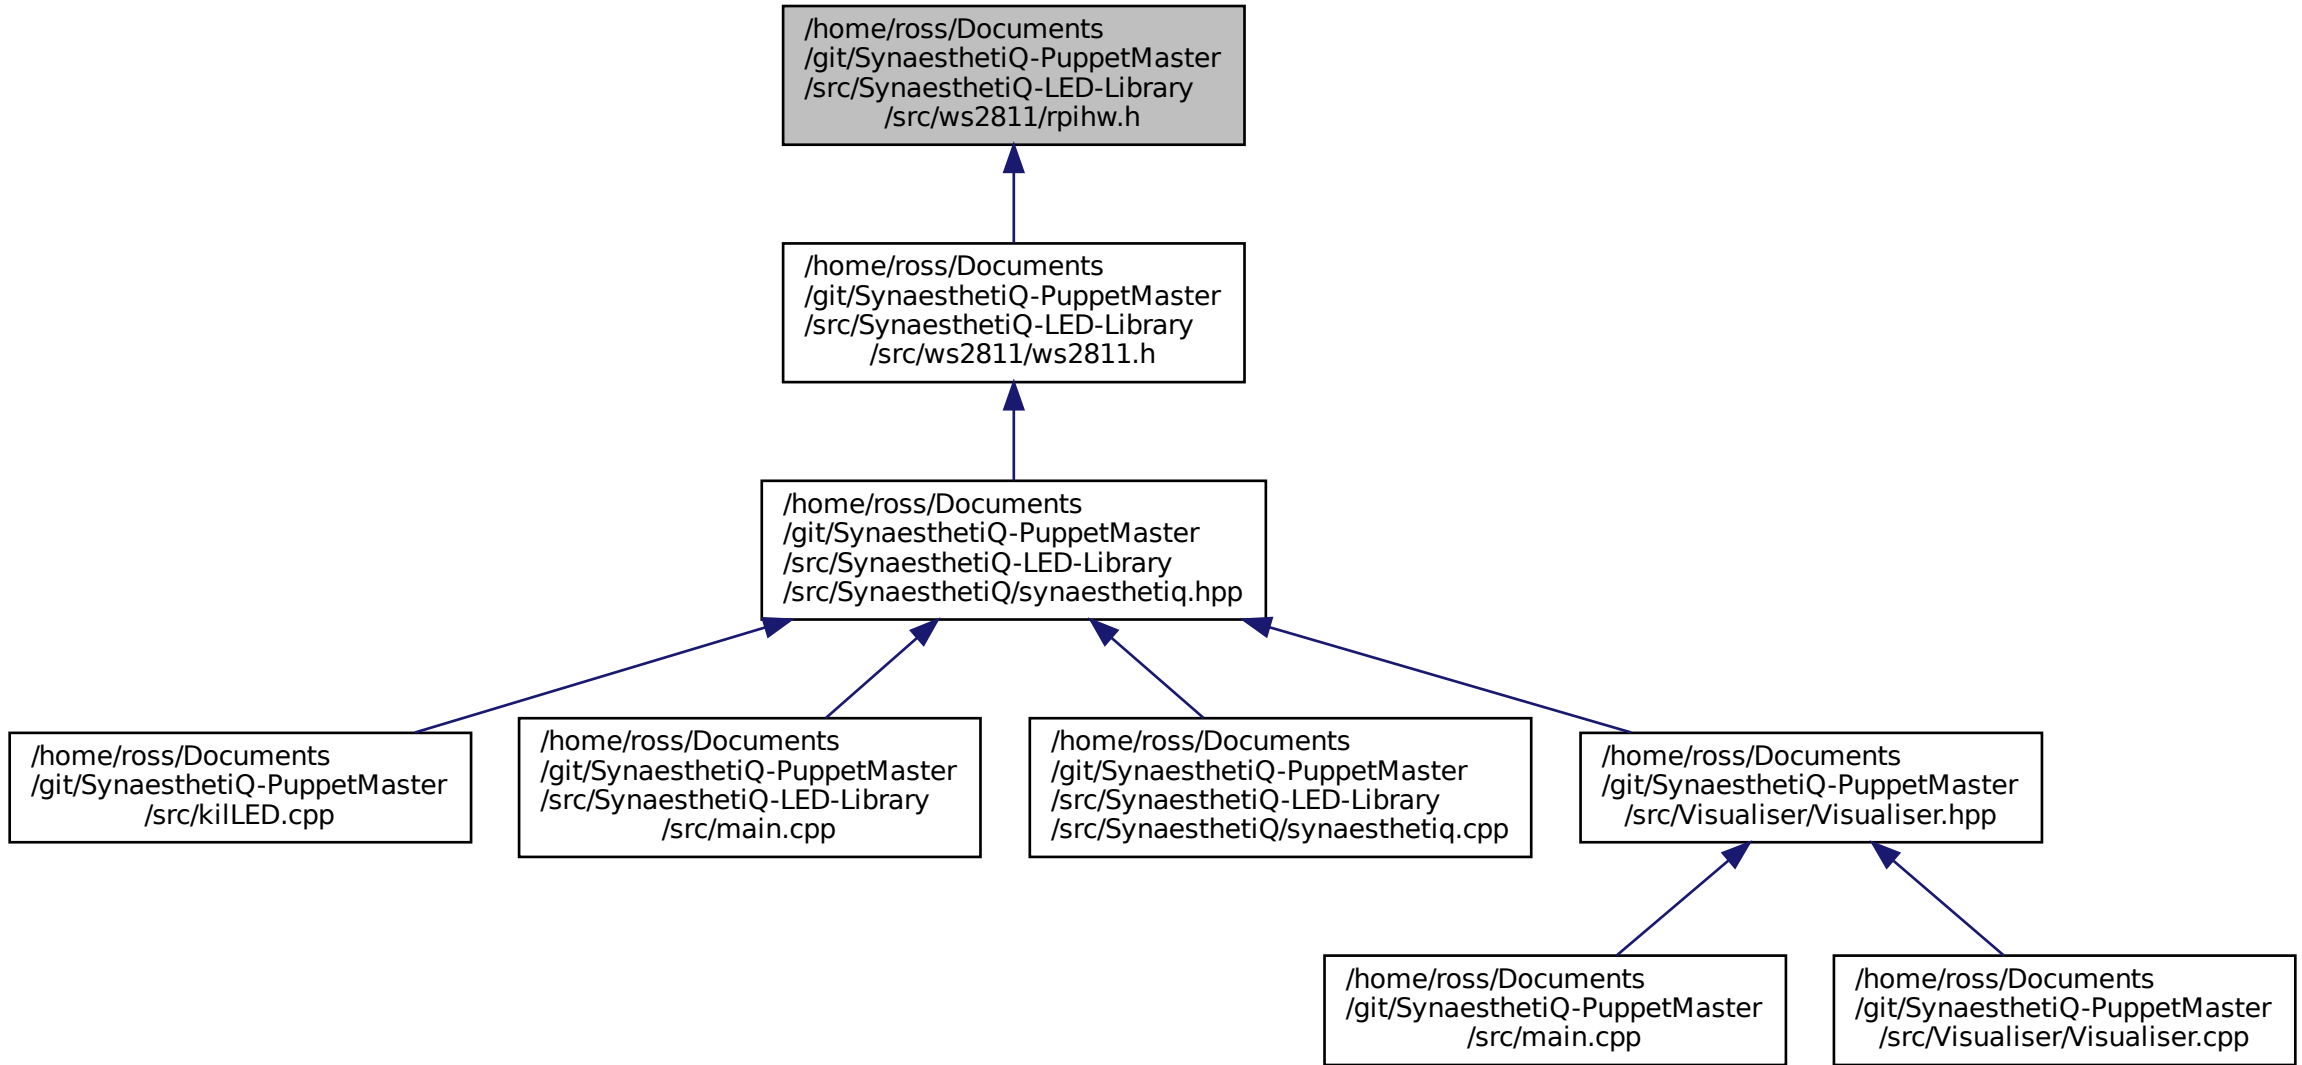 /home/ross/Documents
/git/SynaesthetiQ-PuppetMaster
/src/SynaesthetiQ-LED-Library
/src/ws2811/rpihw.h
/home/ross/Documents
/git/SynaesthetiQ-PuppetMaster
/src/SynaesthetiQ-LED-Library
/src/ws2811/ws2811.h
/home/ross/Documents
/git/SynaesthetiQ-PuppetMaster
/src/SynaesthetiQ-LED-Library
/src/SynaesthetiQ/synaesthetiq.hpp
/home/ross/Documents
/git/SynaesthetiQ-PuppetMaster
/src/kilLED.cpp
/home/ross/Documents
/git/SynaesthetiQ-PuppetMaster
/src/SynaesthetiQ-LED-Library
/src/main.cpp
/home/ross/Documents
/git/SynaesthetiQ-PuppetMaster
/src/SynaesthetiQ-LED-Library
/src/SynaesthetiQ/synaesthetiq.cpp
/home/ross/Documents
/git/SynaesthetiQ-PuppetMaster
/src/Visualiser/Visualiser.hpp
/home/ross/Documents
/git/SynaesthetiQ-PuppetMaster
/src/main.cpp
/home/ross/Documents
/git/SynaesthetiQ-PuppetMaster
/src/Visualiser/Visualiser.cpp